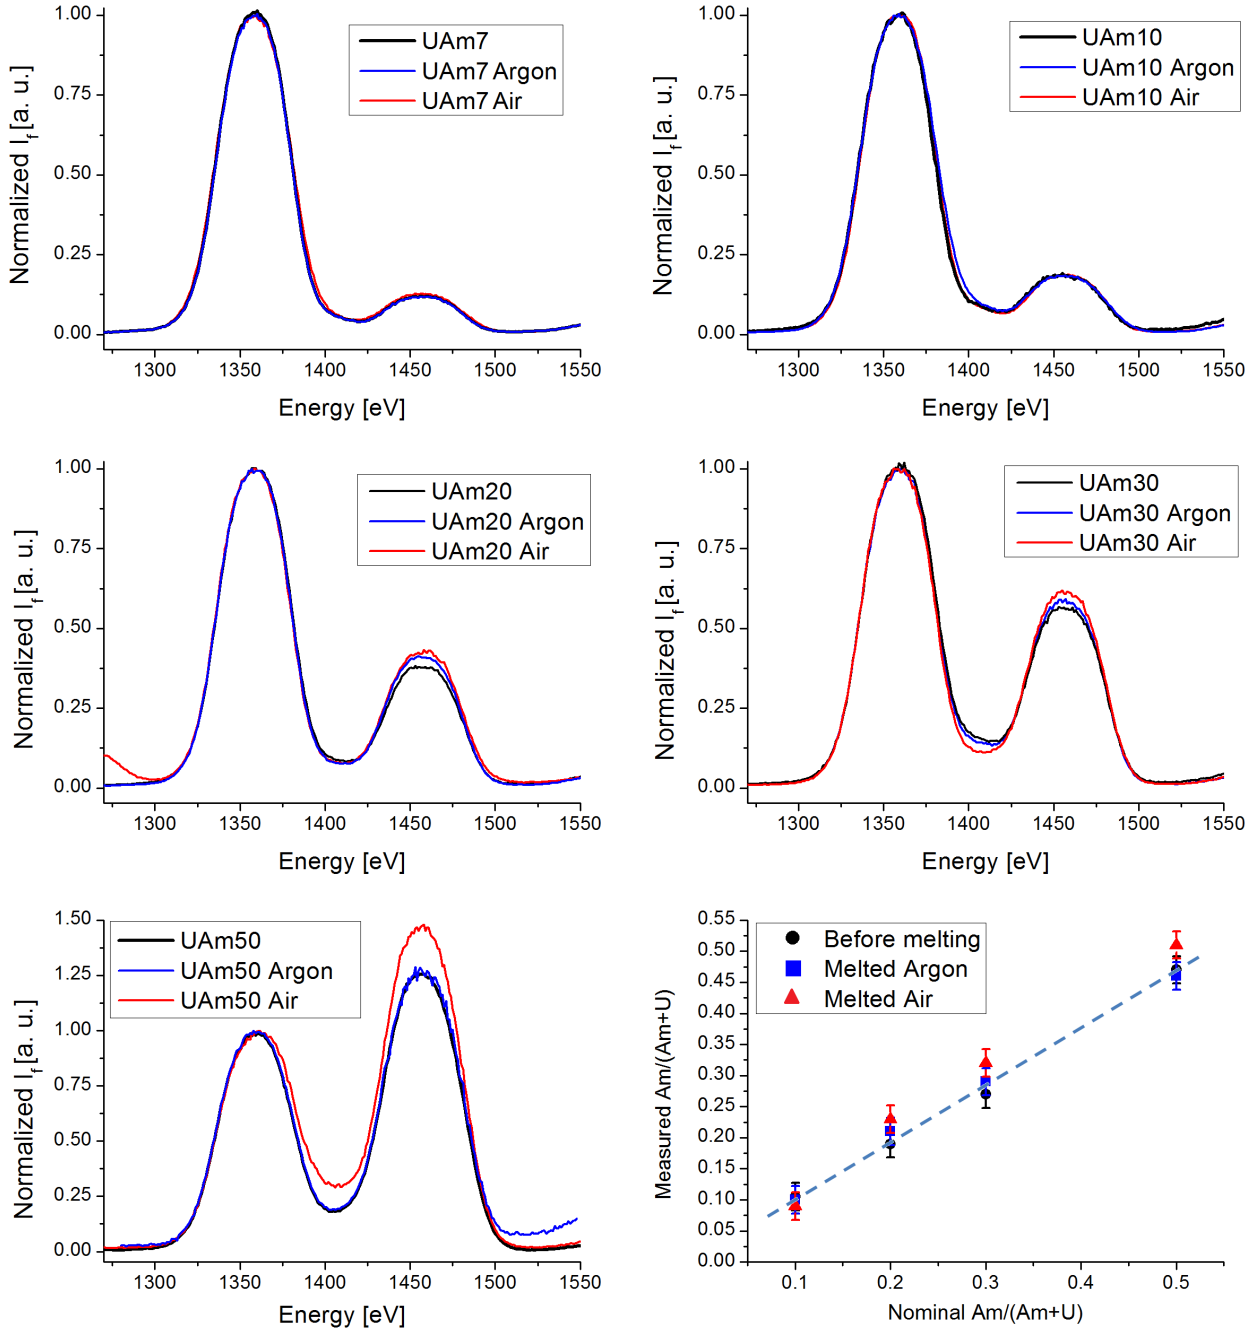 1.00
0.75
0.50
0.25
0.00
Normalized I_f [a. u.]
UAm7
UAm7 Argon
UAm7 Air
1300 1350 1400 1450 1500 1550
Energy [eV]
1.00
0.75
0.50
0.25
0.00
Normalized I_f [a. u.]
UAm10
UAm10 Argon
UAm10 Air
1300 1350 1400 1450 1500 1550
Energy [eV]
1.00
0.75
0.50
0.25
0.00
Normalized I_f [a. u.]
UAm20
UAm20 Argon
UAm20 Air
1300 1350 1400 1450 1500 1550
Energy [eV]
1.00
0.75
0.50
0.25
0.00
Normalized I_f [a. u.]
UAm30
UAm30 Argon
UAm30 Air
1300 1350 1400 1450 1500 1550
Energy [eV]
1.50
1.25
1.00
0.75
0.50
0.25
0.00
Normalized I_f [a. u.]
UAm50
UAm50 Argon
UAm50 Air
1300 1350 1400 1450 1500 1550
Energy [eV]
0.55
0.50
0.45
0.40
0.35
0.30
0.25
0.20
0.15
0.10
0.05
0.00
Measured Am/(Am+U)
Before melting
Melted Argon
Melted Air
0.1 0.2 0.3 0.4 0.5
Nominal Am/(Am+U)